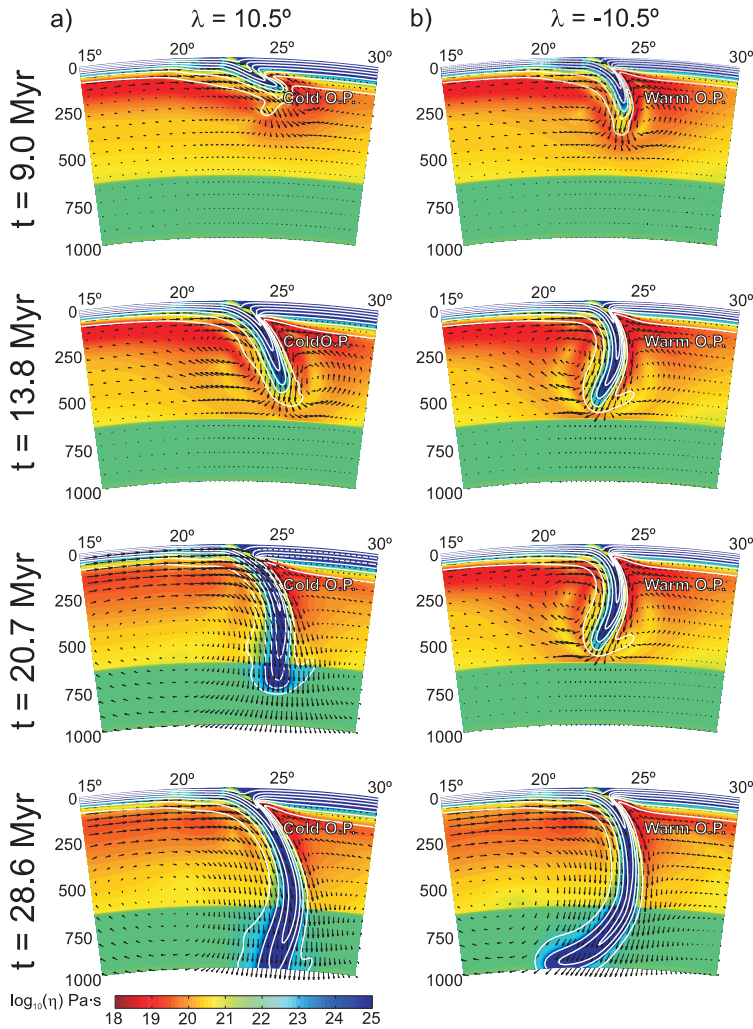 a) λ = 10.5º b) λ = -10.5º
t = 9.0 Myr
15º 20º 25º 30º
0
250
500
750
1000
Cold O.P.
15º 20º 25º 30º
0
250
500
750
1000
Warm O.P.
t = 13.8 Myr
15º 20º 25º 30º
0
250
500
750
1000
ColdO.P.
15º 20º 25º 30º
0
250
500
750
1000
Warm O.P.
t = 20.7 Myr
15º 20º 25º 30º
0
250
500
750
1000
Cold O.P.
15º 20º 25º 30º
0
250
500
750
1000
Warm O.P.
t = 28.6 Myr
15º 20º 25º 30º
0
250
500
750
1000
Cold O.P.
15º 20º 25º 30º
0
250
500
750
1000
Warm O.P.
log₁₀(η) Pa·s
18 19 20 21 22 23 24 25